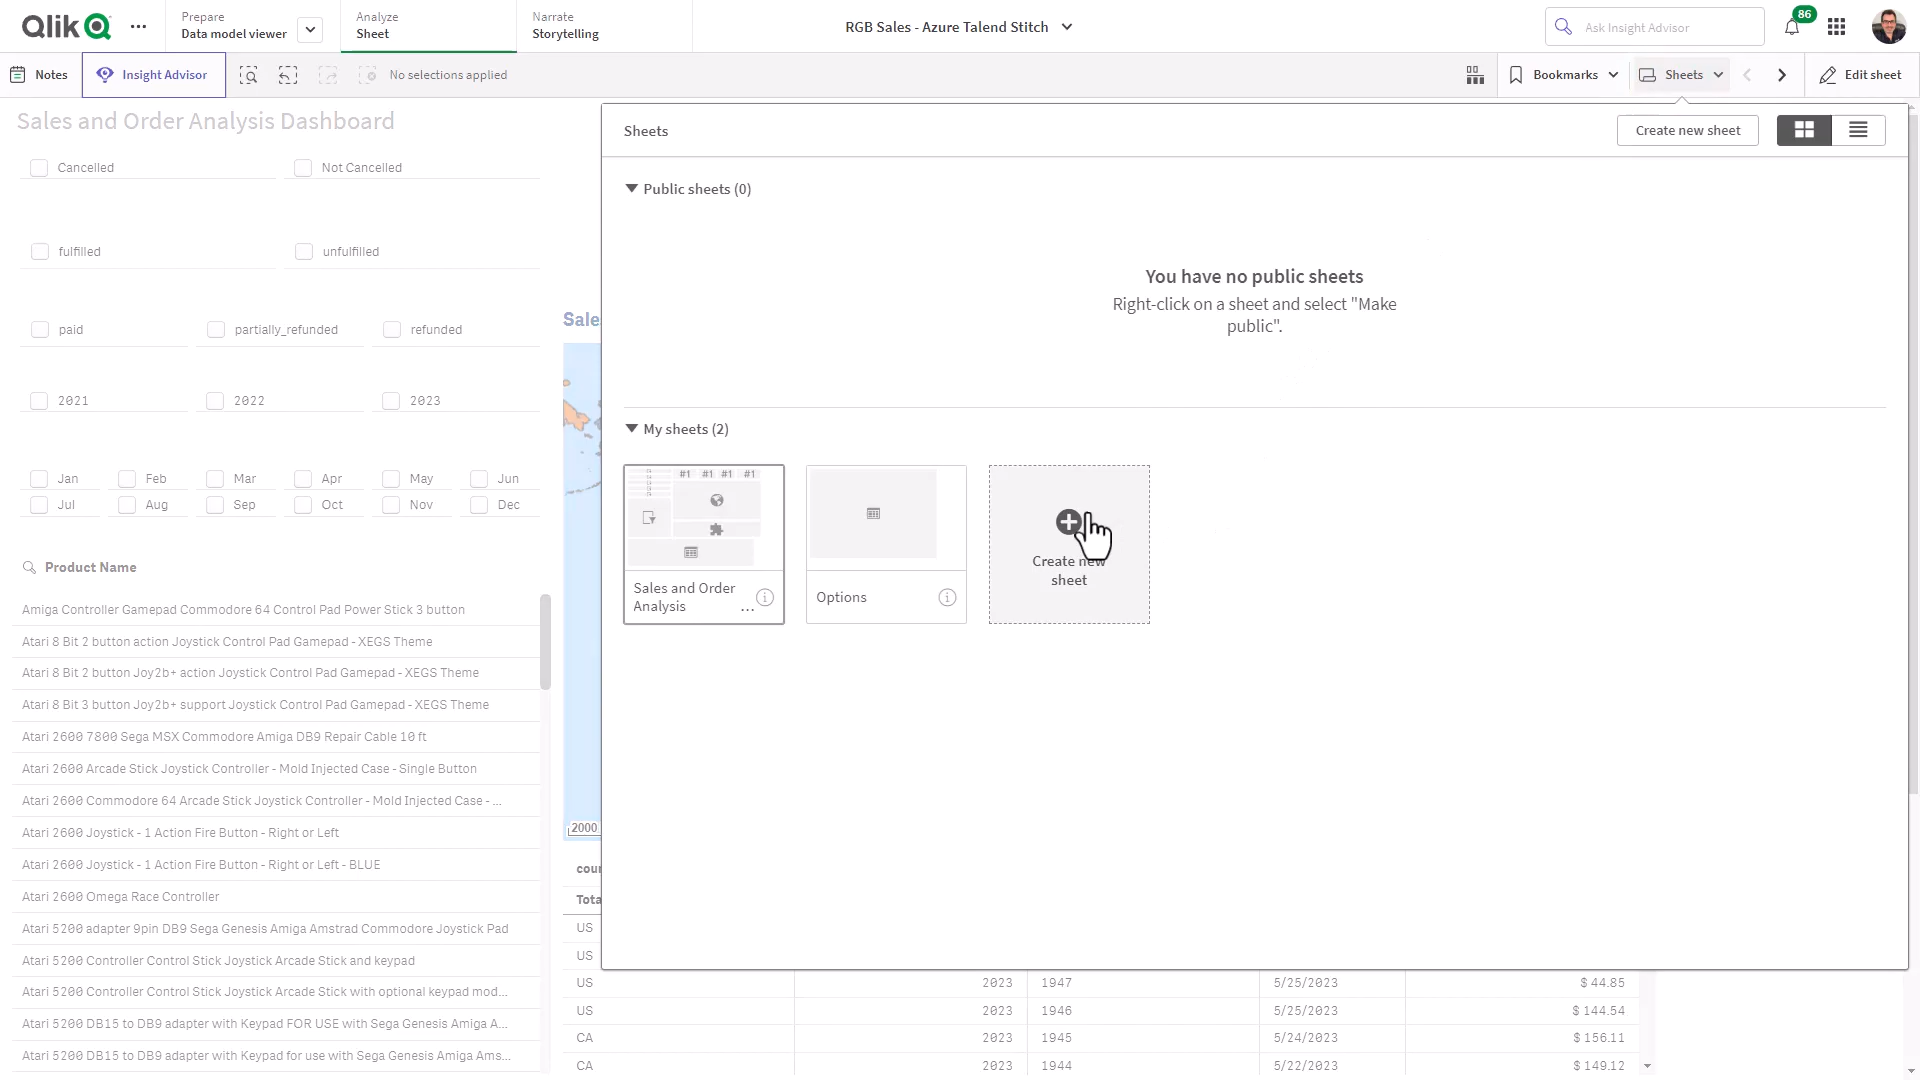 Qlik
Prepare
Data model viewer
Analyze
Sheet
Narrate
Storytelling
RGB Sales - Azure Talend Stitch
Ask Insight Advisor
86
Notes
Insight Advisor
No selections applied
Bookmarks
Sheets
Edit sheet
Sales and Order Analysis Dashboard
Cancelled
Not Cancelled
fulfilled
unfulfilled
paid
partially_refunded
refunded
2021
2022
2023
Jan
Feb
Mar
Apr
May
Jun
Jul
Aug
Sep
Oct
Nov
Dec
Product Name
Amiga Controller Gamepad Commodore 64 Control Pad Power Stick 3 button
Atari 8 Bit 2 button action Joystick Control Pad Gamepad - XEGS Theme
Atari 8 Bit 2 button Joy2b+ action Joystick Control Pad Gamepad - XEGS Theme
Atari 8 Bit 3 button Joy2b+ support Joystick Control Pad Gamepad - XEGS Theme
Atari 2600 7800 Sega MSX Commodore Amiga DB9 Repair Cable 10 ft
Atari 2600 Arcade Stick Joystick Controller - Mold Injected Case - Single Button
Atari 2600 Commodore 64 Arcade Stick Joystick Controller - Mold Injected Case - ...
Atari 2600 Joystick - 1 Action Fire Button - Right or Left
Atari 2600 Joystick - 1 Action Fire Button - Right or Left - BLUE
Atari 2600 Omega Race Controller
Atari 5200 adapter 9pin DB9 Sega Genesis Amiga Amstrad Commodore Joystick Pad
Atari 5200 Controller Control Stick Joystick Arcade Stick and keypad
Atari 5200 Controller Control Stick Joystick Arcade Stick with optional keypad mod...
Atari 5200 DB15 to DB9 adapter with Keypad FOR USE with Sega Genesis Amiga A...
Atari 5200 DB15 to DB9 adapter with Keypad for use with Sega Genesis Amiga Ams...
Sale
2000
coun
Tota
US
US
US 2023 1947 5/25/2023 $ 44.85
US 2023 1946 5/25/2023 $ 144.54
CA 2023 1945 5/24/2023 $ 156.11
CA 2023 1944 5/22/2023 $ 149.12
Sheets
Create new sheet
Public sheets (0)
You have no public sheets
Right-click on a sheet and select "Make
public".
My sheets (2)
#1 #1 #1 #1
Sales and Order
Analysis ...
Options
Create new
sheet